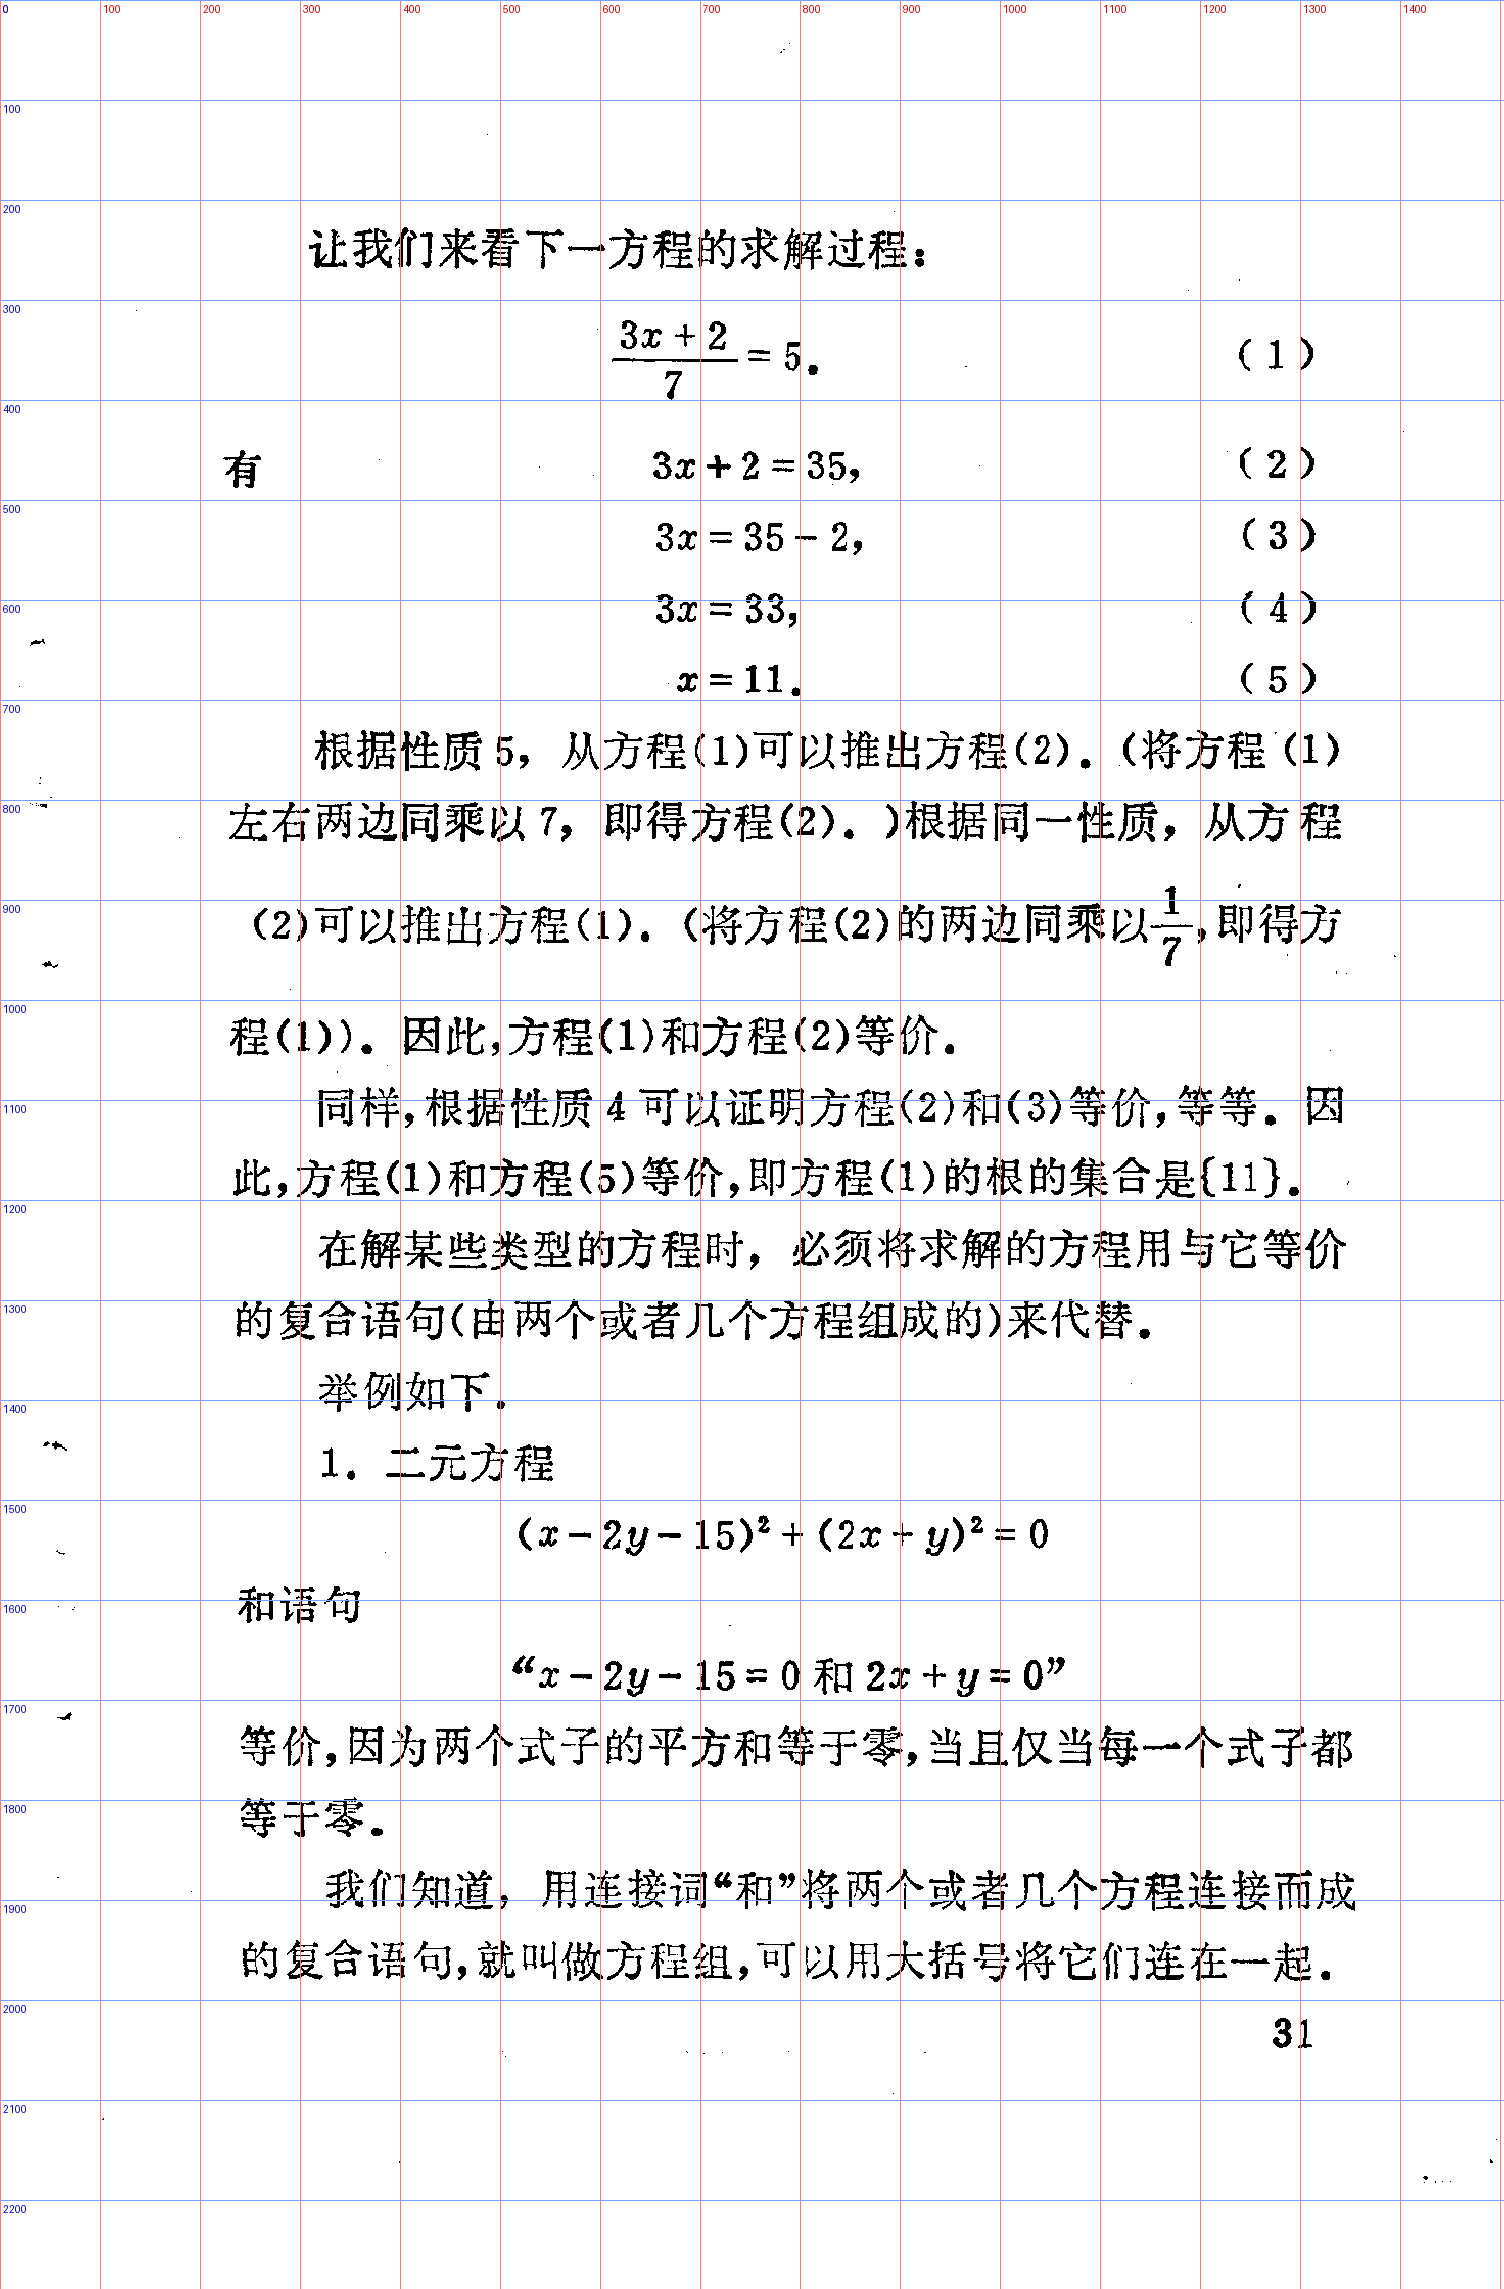 让我们来看下一方程的求解过程：
(3x + 2)/7 = 5. (1)
有 3x + 2 = 35, (2)
3x = 35 - 2, (3)
3x = 33, (4)
x = 11. (5)
根据性质 5，从方程(1)可以推出方程(2)．(将方程 (1)
左右两边同乘以 7，即得方程(2)．)根据同一性质，从方程
(2)可以推出方程(1)．(将方程(2)的两边同乘以1/7,即得方
程(1))．因此,方程(1)和方程(2)等价．
同样,根据性质 4 可以证明方程(2)和(3)等价,等等．因
此,方程(1)和方程(5)等价,即方程(1)的根的集合是{11}．
在解某些类型的方程时，必须将求解的方程用与它等价
的复合语句(由两个或者几个方程组成的)来代替．
举例如下．
1．二元方程
(x - 2y - 15)² + (2x + y)² = 0
和语句
“x - 2y - 15 = 0 和 2x + y = 0”
等价,因为两个式子的平方和等于零,当且仅当每一个式子都
等于零．
我们知道，用连接词“和”将两个或者几个方程连接而成
的复合语句,就叫做方程组,可以用大括号将它们连在一起．
31